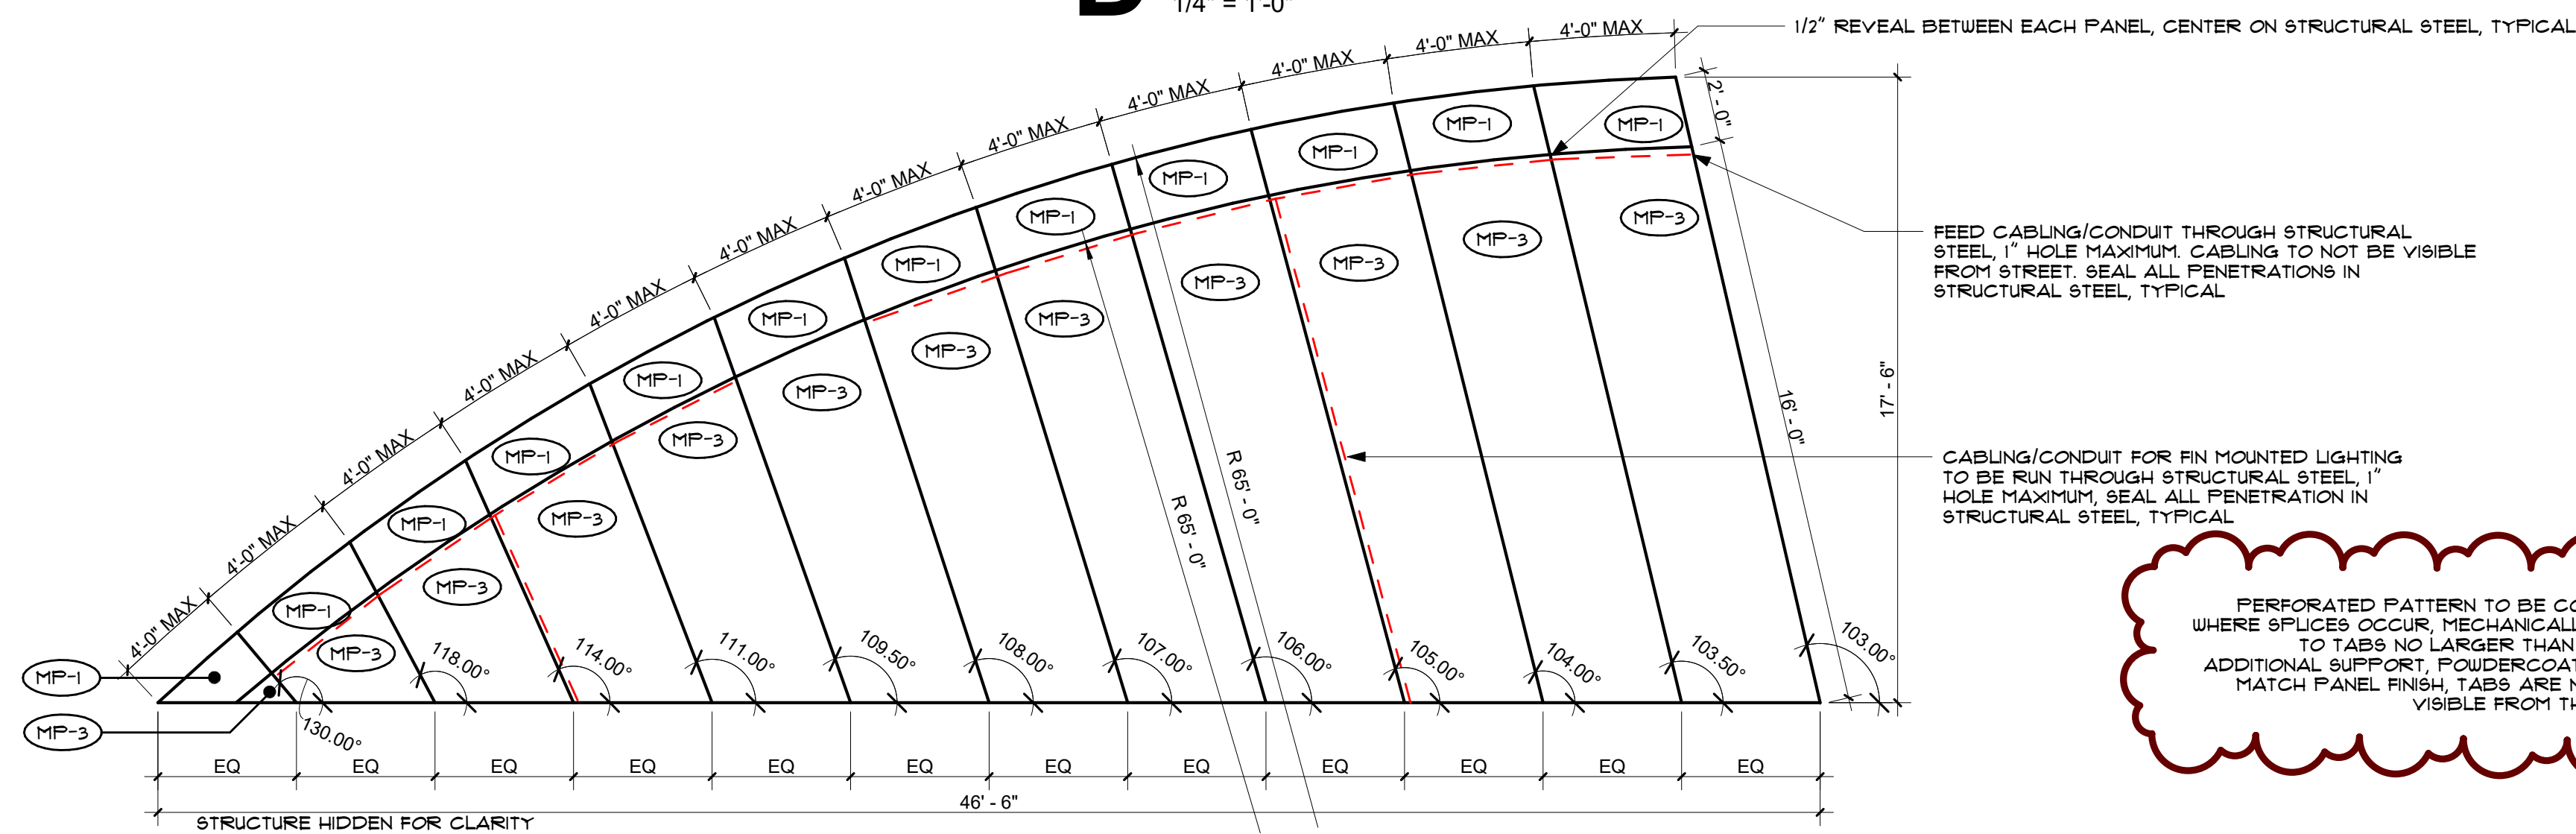 1/4" = 1'-0"
1/2" REVEAL BETWEEN EACH PANEL, CENTER ON STRUCTURAL STEEL, TYPICAL
4'-0" MAX
4'-0" MAX
4'-0" MAX
4'-0" MAX
4'-0" MAX
4'-0" MAX
4'-0" MAX
4'-0" MAX
4'-0" MAX
4'-0" MAX
4'-0" MAX
4'-0" MAX
4'-0" MAX
2' - 0"
MP-1
MP-1
MP-1
MP-1
MP-1
MP-1
MP-1
MP-1
MP-1
MP-1
MP-1
MP-1
MP-3
MP-3
MP-3
MP-3
MP-3
MP-3
MP-3
MP-3
MP-3
MP-3
MP-3
FEED CABLING/CONDUIT THROUGH STRUCTURAL
STEEL, 1" HOLE MAXIMUM. CABLING TO NOT BE VISIBLE
FROM STREET. SEAL ALL PENETRATIONS IN
STRUCTURAL STEEL, TYPICAL
17' - 6"
16' - 0"
R 65' - 0"
R 65' - 0"
CABLING/CONDUIT FOR FIN MOUNTED LIGHTING
TO BE RUN THROUGH STRUCTURAL STEEL, 1"
HOLE MAXIMUM, SEAL ALL PENETRATION IN
STRUCTURAL STEEL, TYPICAL
PERFORATED PATTERN TO BE
WHERE SPLICES OCCUR,
TO TABS NO LARGER THAN
ADDITIONAL SUPPORT,
MATCH PANEL FINISH, TABS ARE
VISIBLE FROM
MP-3
130.00°
118.00°
114.00°
111.00°
109.50°
108.00°
107.00°
106.00°
105.00°
104.00°
103.50°
103.00°
EQ
EQ
EQ
EQ
EQ
EQ
EQ
EQ
EQ
EQ
EQ
EQ
46' - 6"
STRUCTURE HIDDEN FOR CLARITY